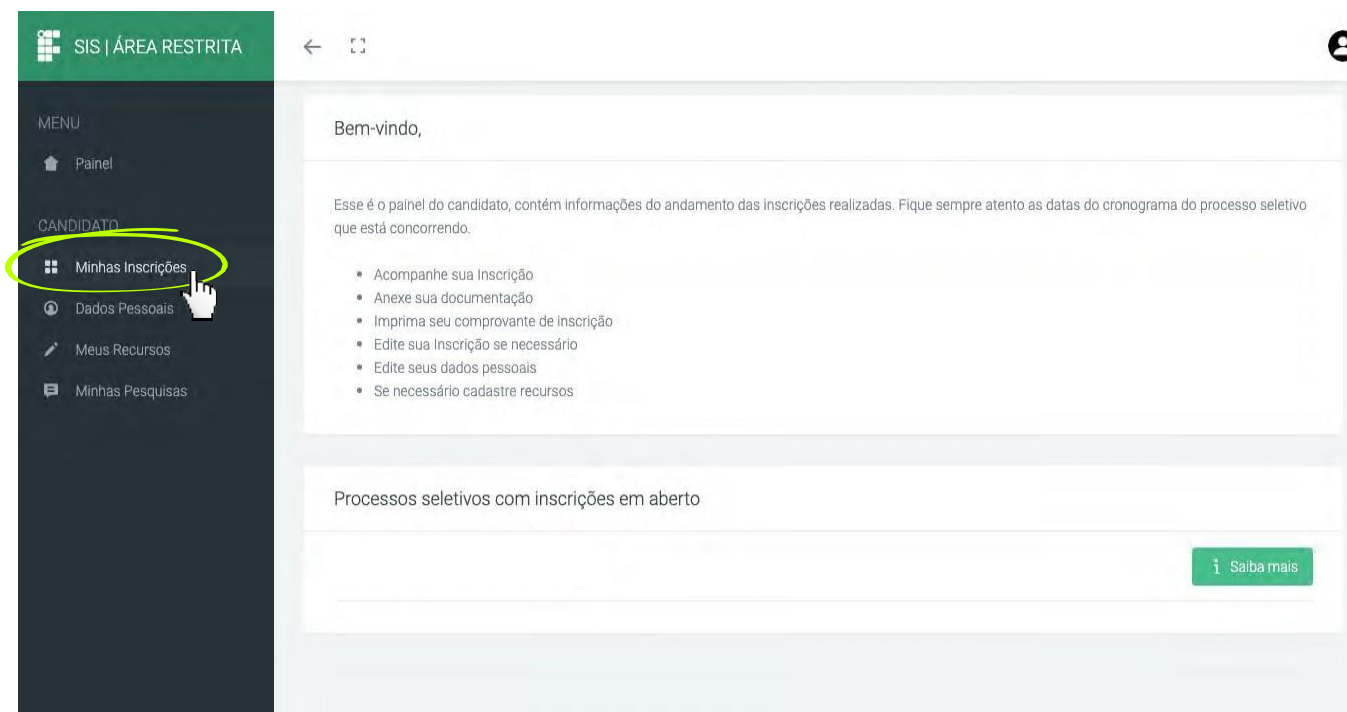 SIS | ÁREA RESTRITA
MENU
Painel
CANDIDATO
Minhas Inscrições
Dados Pessoais
Meus Recursos
Minhas Pesquisas
Bem-vindo,
Esse é o painel do candidato, contém informações do andamento das inscrições realizadas. Fique sempre atento as datas do cronograma do processo seletivo
que está concorrendo.
Acompanhe sua Inscrição
Anexe sua documentação
Imprima seu comprovante de inscrição
Edite sua Inscrição se necessário
Edite seus dados pessoais
Se necessário cadastre recursos
Processos seletivos com inscrições em aberto
Saiba mais